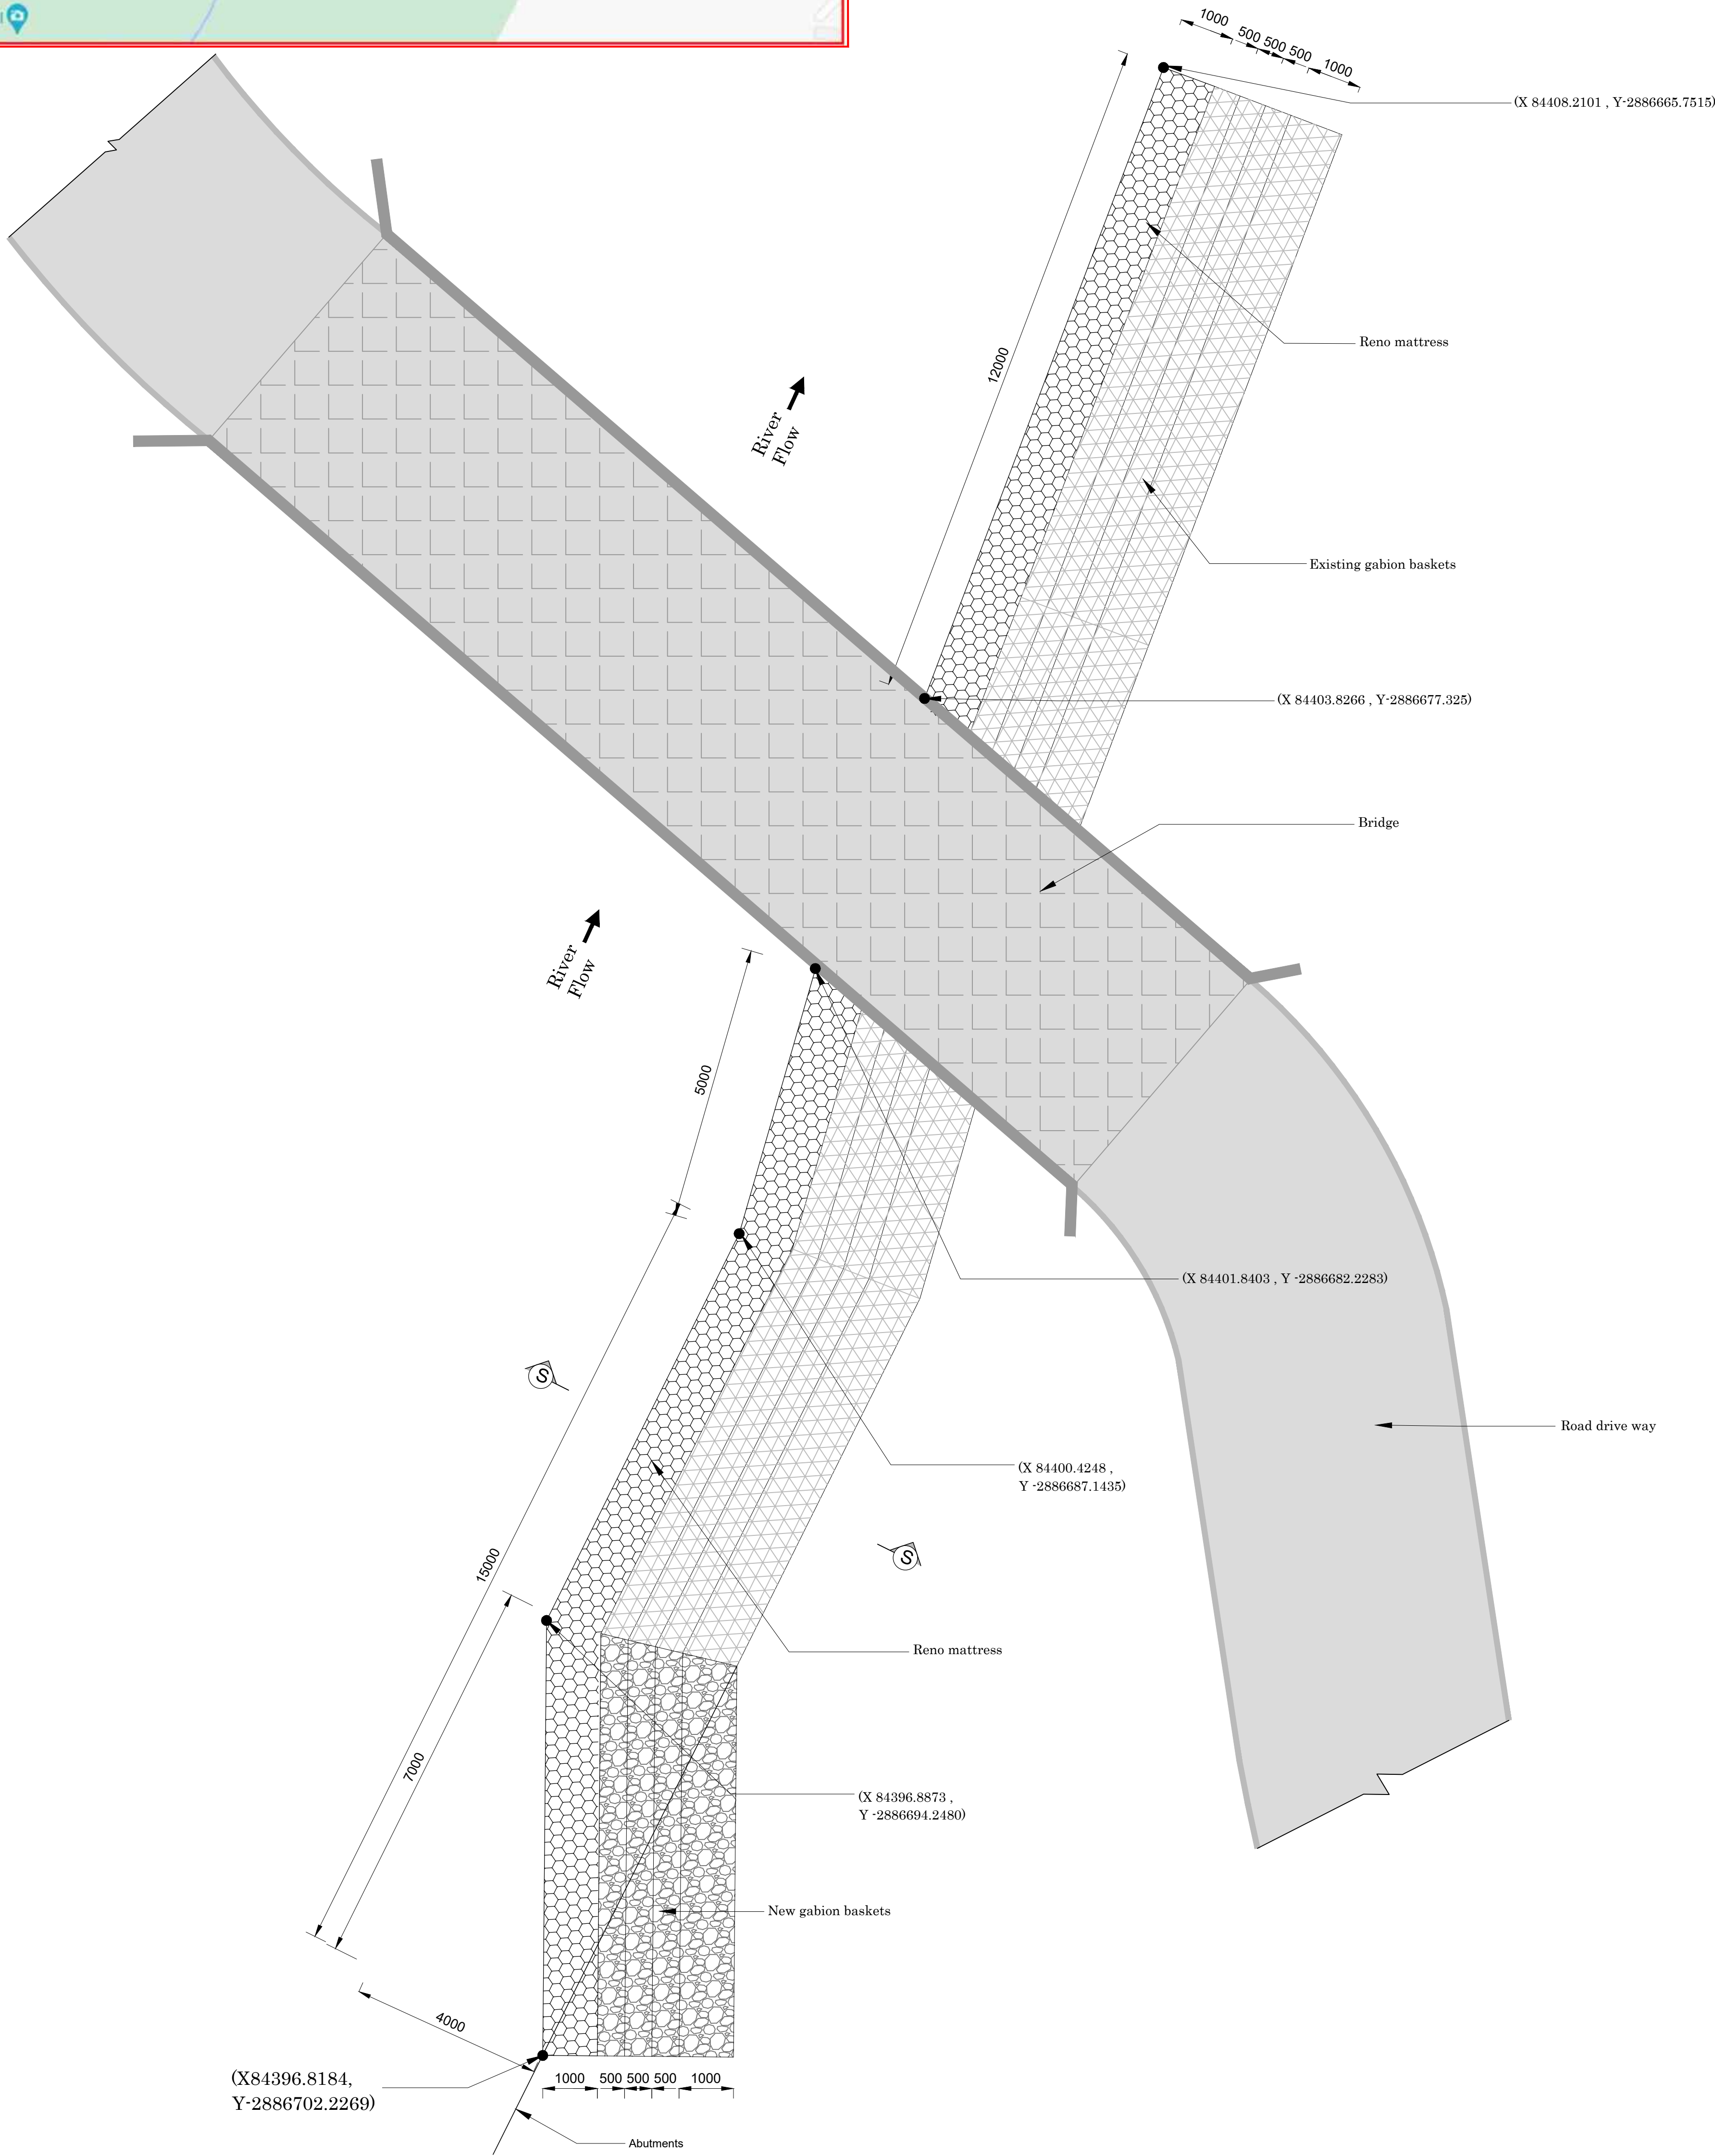 1000
500
500
500
1000
(X 84408.2101 , Y-2886665.7515)
Reno mattress
12000
River
Flow
Existing gabion baskets
(X 84403.8266 , Y-2886677.325)
Bridge
River
Flow
5000
(X 84401.8403 , Y -2886682.2283)
S
Road drive way
(X 84400.4248 ,
Y -2886687.1435)
S
15000
Reno mattress
7000
(X 84396.8873 ,
Y -2886694.2480)
New gabion baskets
4000
(X84396.8184,
Y-2886702.2269)
1000 500 500 500 1000
Abutments